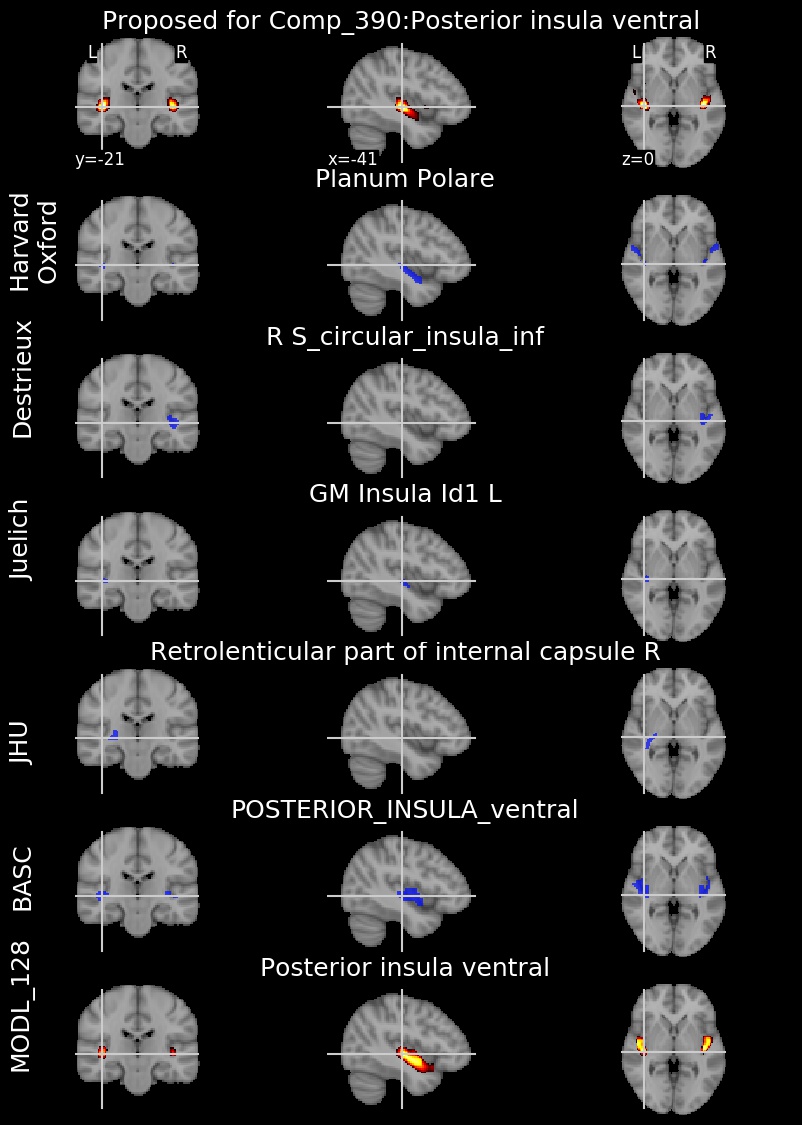 Proposed for Comp_390:Posterior insula ventral
L R L R
y=-21 x=-41 z=0
Planum Polare
Harvard
Oxford
R S_circular_insula_inf
Destrieux
GM Insula Id1 L
Juelich
Retrolenticular part of internal capsule R
JHU
POSTERIOR_INSULA_ventral
BASC
Posterior insula ventral
MODL_128